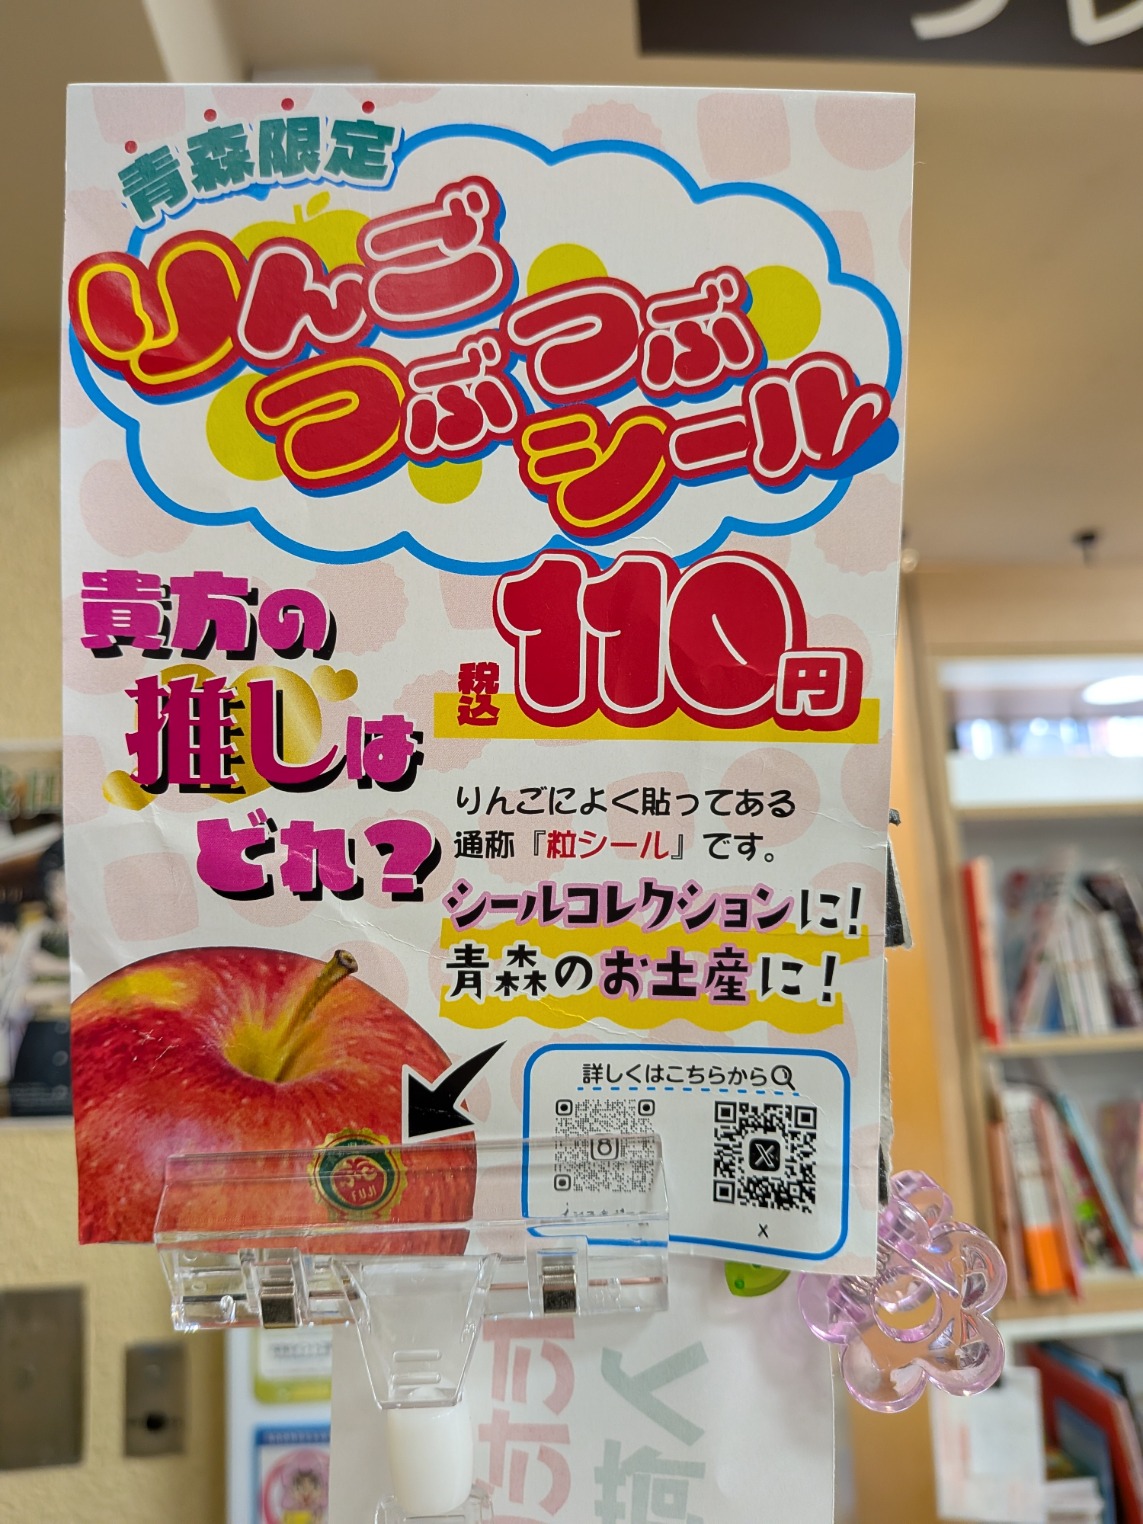 青森限定
りんご
つぶつぶ
シール
110円
税込
貴方の
推しは
どれ?
りんごによく貼ってある
通称『粒シール』です。
シールコレクションに!
青森のお土産に!
詳しくはこちらから
X
ふじ
FUJI